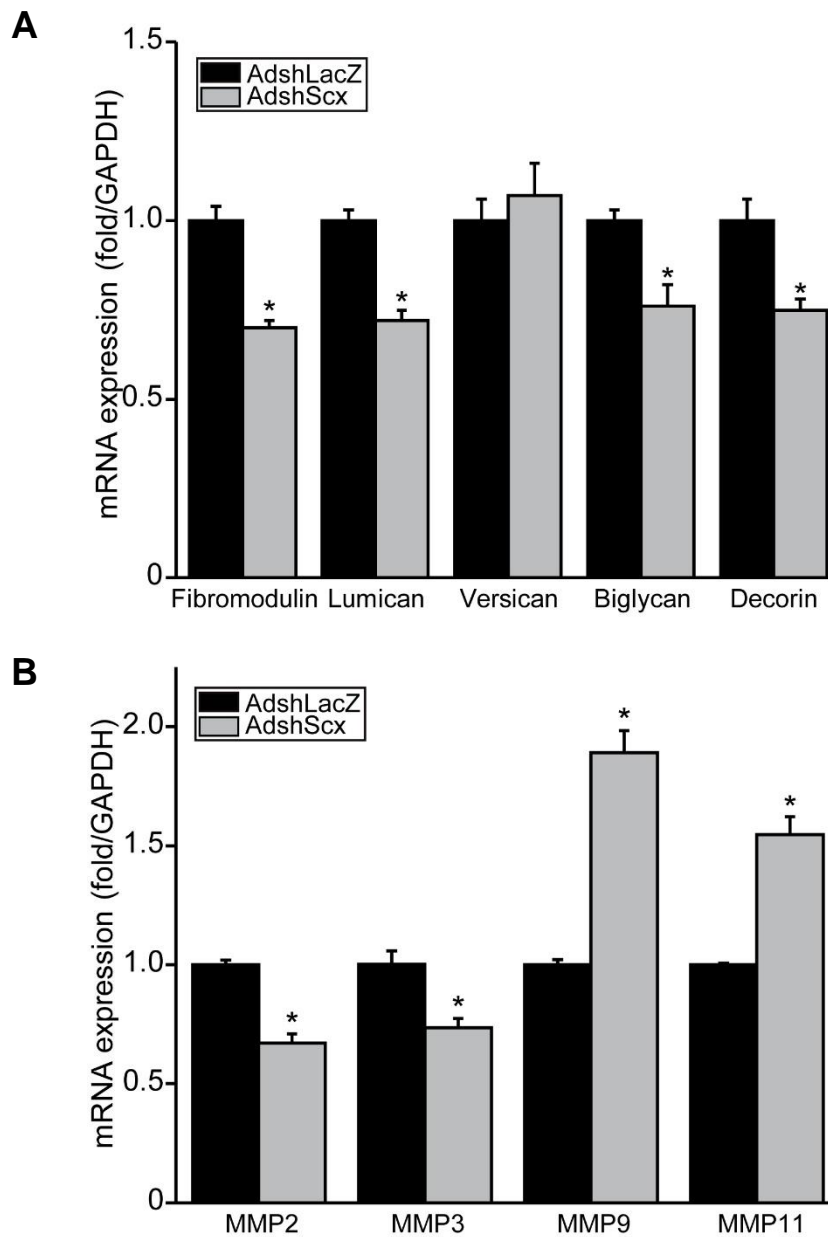 A
mRNA expression (fold/GAPDH)
1.5
1.0
0.5
0
AdshLacZ
AdshScx
*
*
*
*
Fibromodulin Lumican Versican Biglycan Decorin
B
mRNA expression (fold/GAPDH)
2.0
1.5
1.0
0.5
0
AdshLacZ
AdshScx
*
*
*
*
MMP2 MMP3 MMP9 MMP11